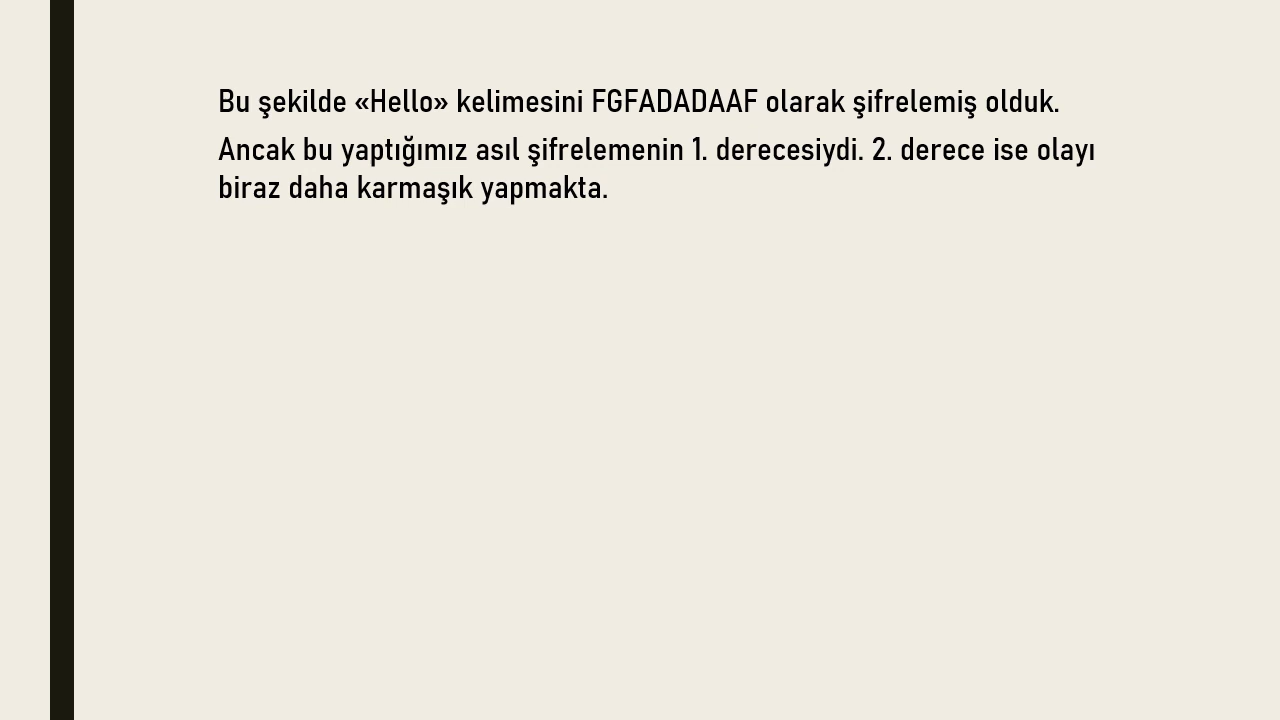 Bu şekilde «Hello» kelimesini FGFADADAAF olarak şifrelemiş olduk.
Ancak bu yaptığımız asıl şifrelemenin 1. derecesiydi. 2. derece ise olayı
biraz daha karmaşık yapmakta.